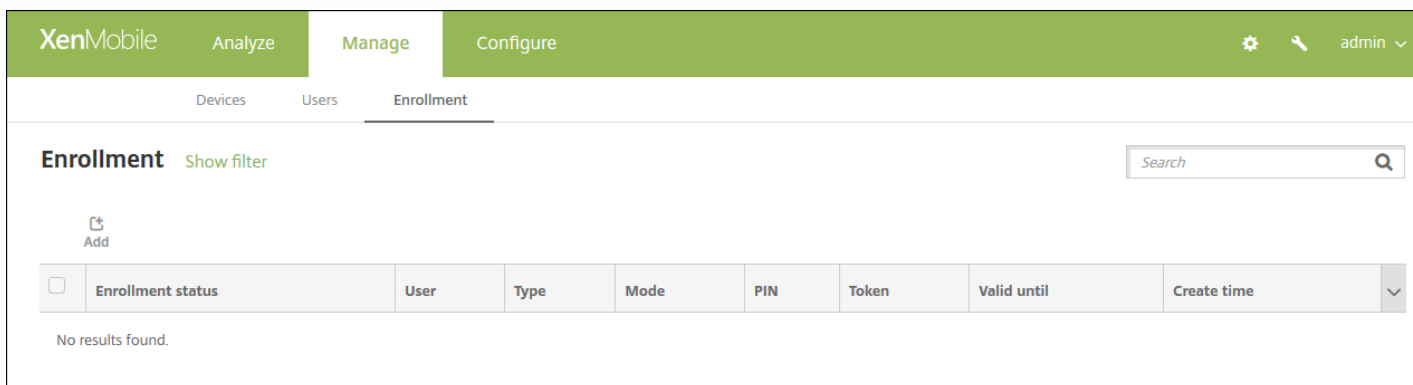 XenMobile Analyze Manage Configure admin
Devices Users Enrollment
Enrollment Show filter Search
Add
Enrollment status User Type Mode PIN Token Valid until Create time
No results found.